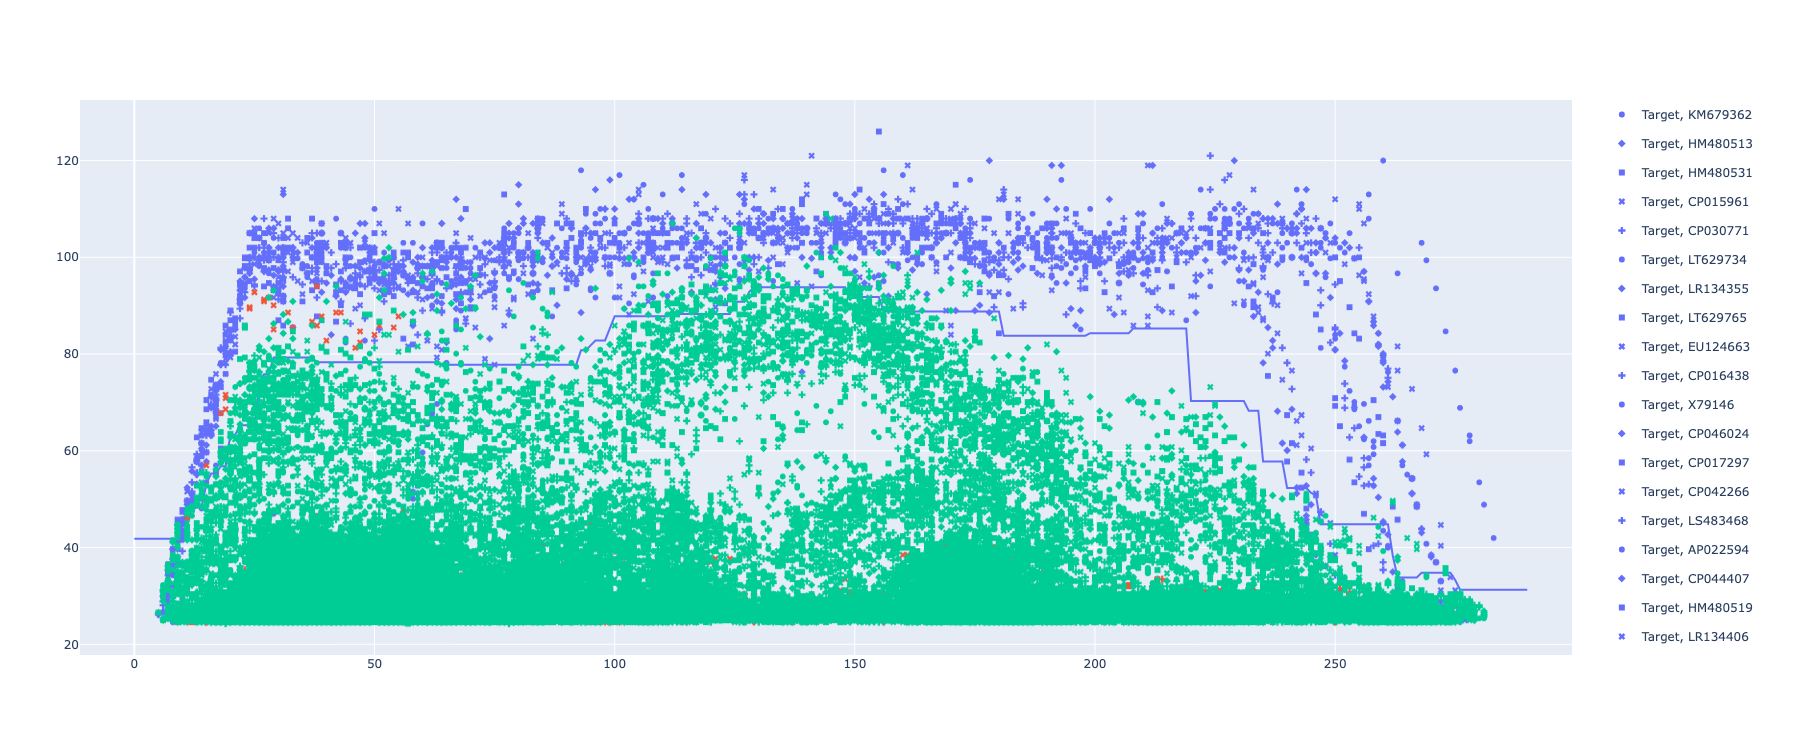 120
100
80
60
40
20
0
50
100
150
200
250
Target, KM679362
Target, HM480513
Target, HM480531
Target, CP015961
Target, CP030771
Target, LT629734
Target, LR134355
Target, LT629765
Target, EU124663
Target, CP016438
Target, X79146
Target, CP046024
Target, CP017297
Target, CP042266
Target, LS483468
Target, AP022594
Target, CP044407
Target, HM480519
Target, LR134406